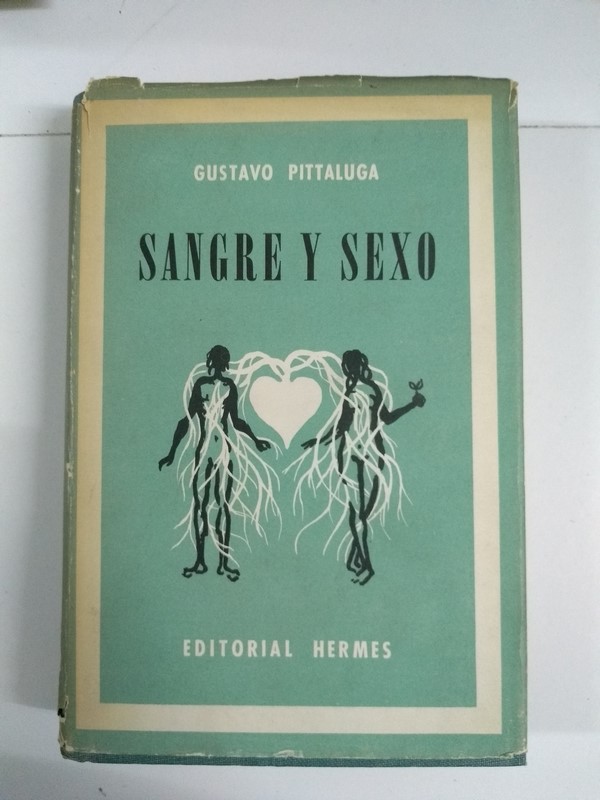 GUSTAVO PITTALUGA
SANGRE Y SEXO
EDITORIAL HERMES